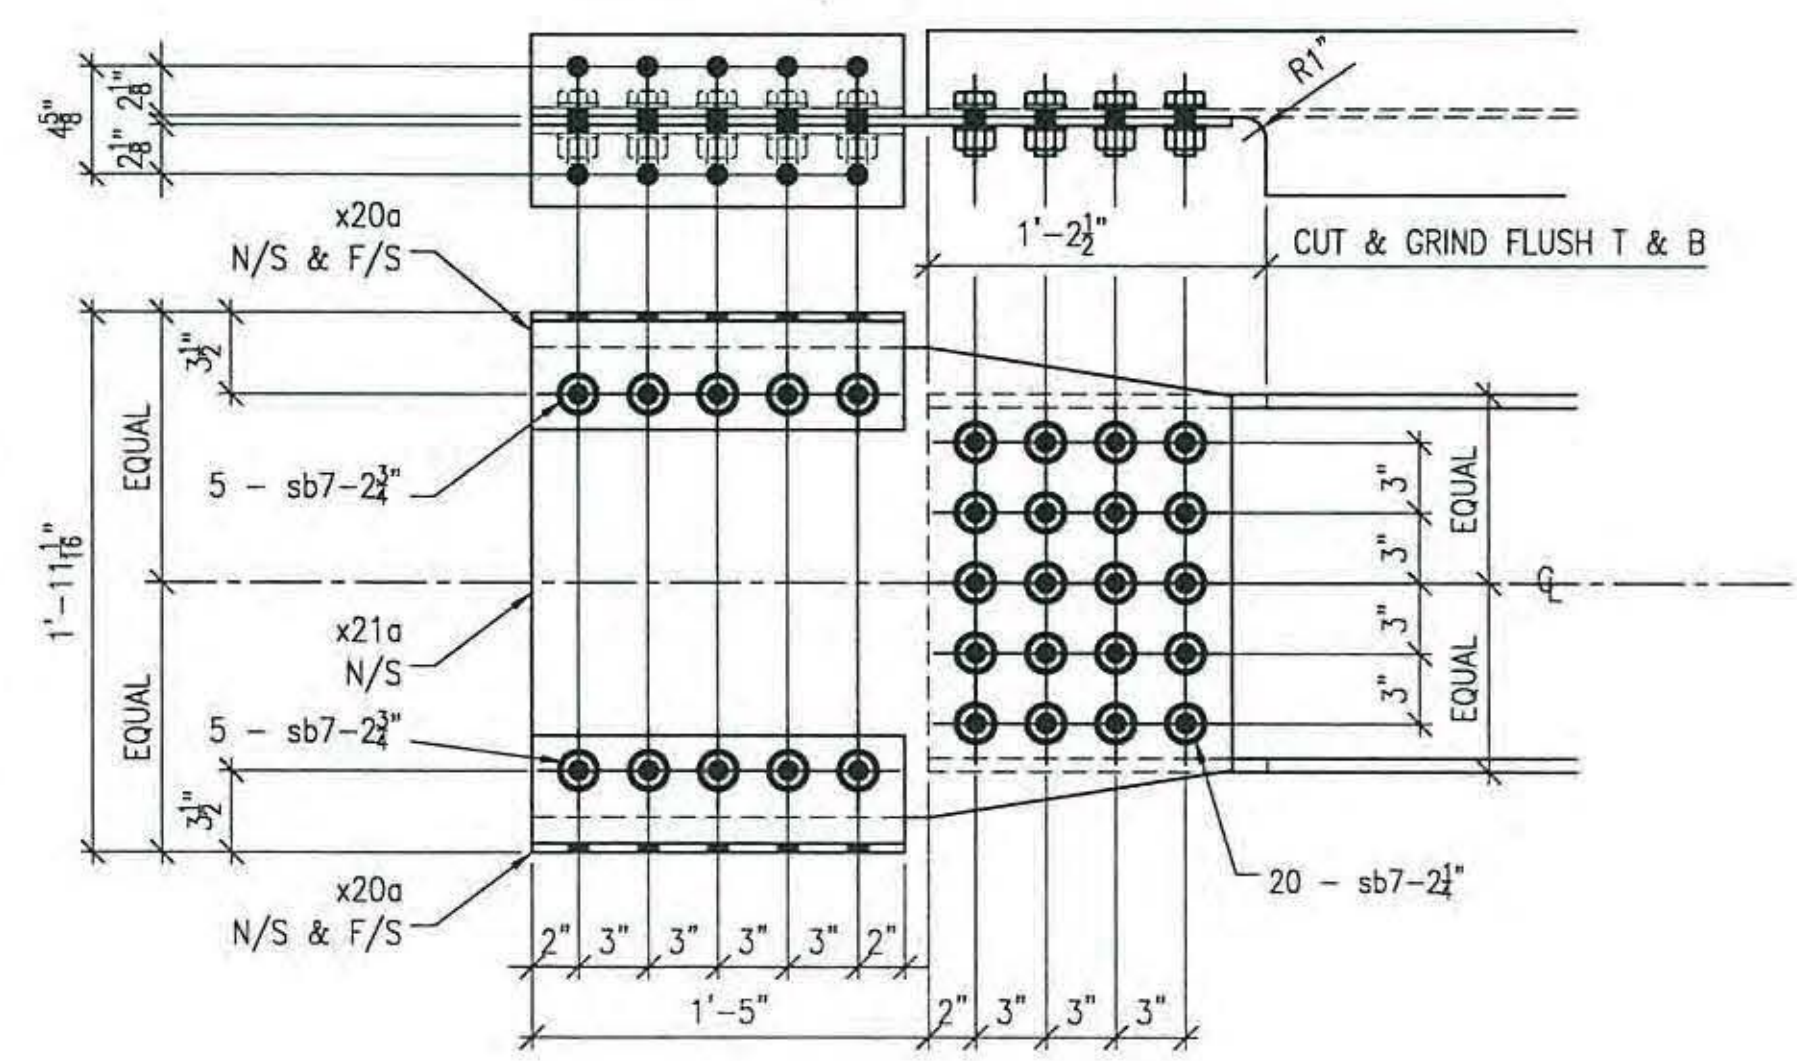 4 5/8"
2 1/8"
2 1/8"
R1"
1'-2 1/2"
CUT & GRIND FLUSH T & B
x20a
N/S & F/S
3 1/2"
EQUAL
5 - sb7-2 3/4"
1'-11 1/16"
x21a
N/S
EQUAL
5 - sb7-2 3/4"
3 1/2"
x20a
N/S & F/S
3"
3"
3"
3"
EQUAL
EQUAL
℄
20 - sb7-2 1/4"
2" 3" 3" 3" 3" 2"
1'-5"
2" 3" 3" 3"